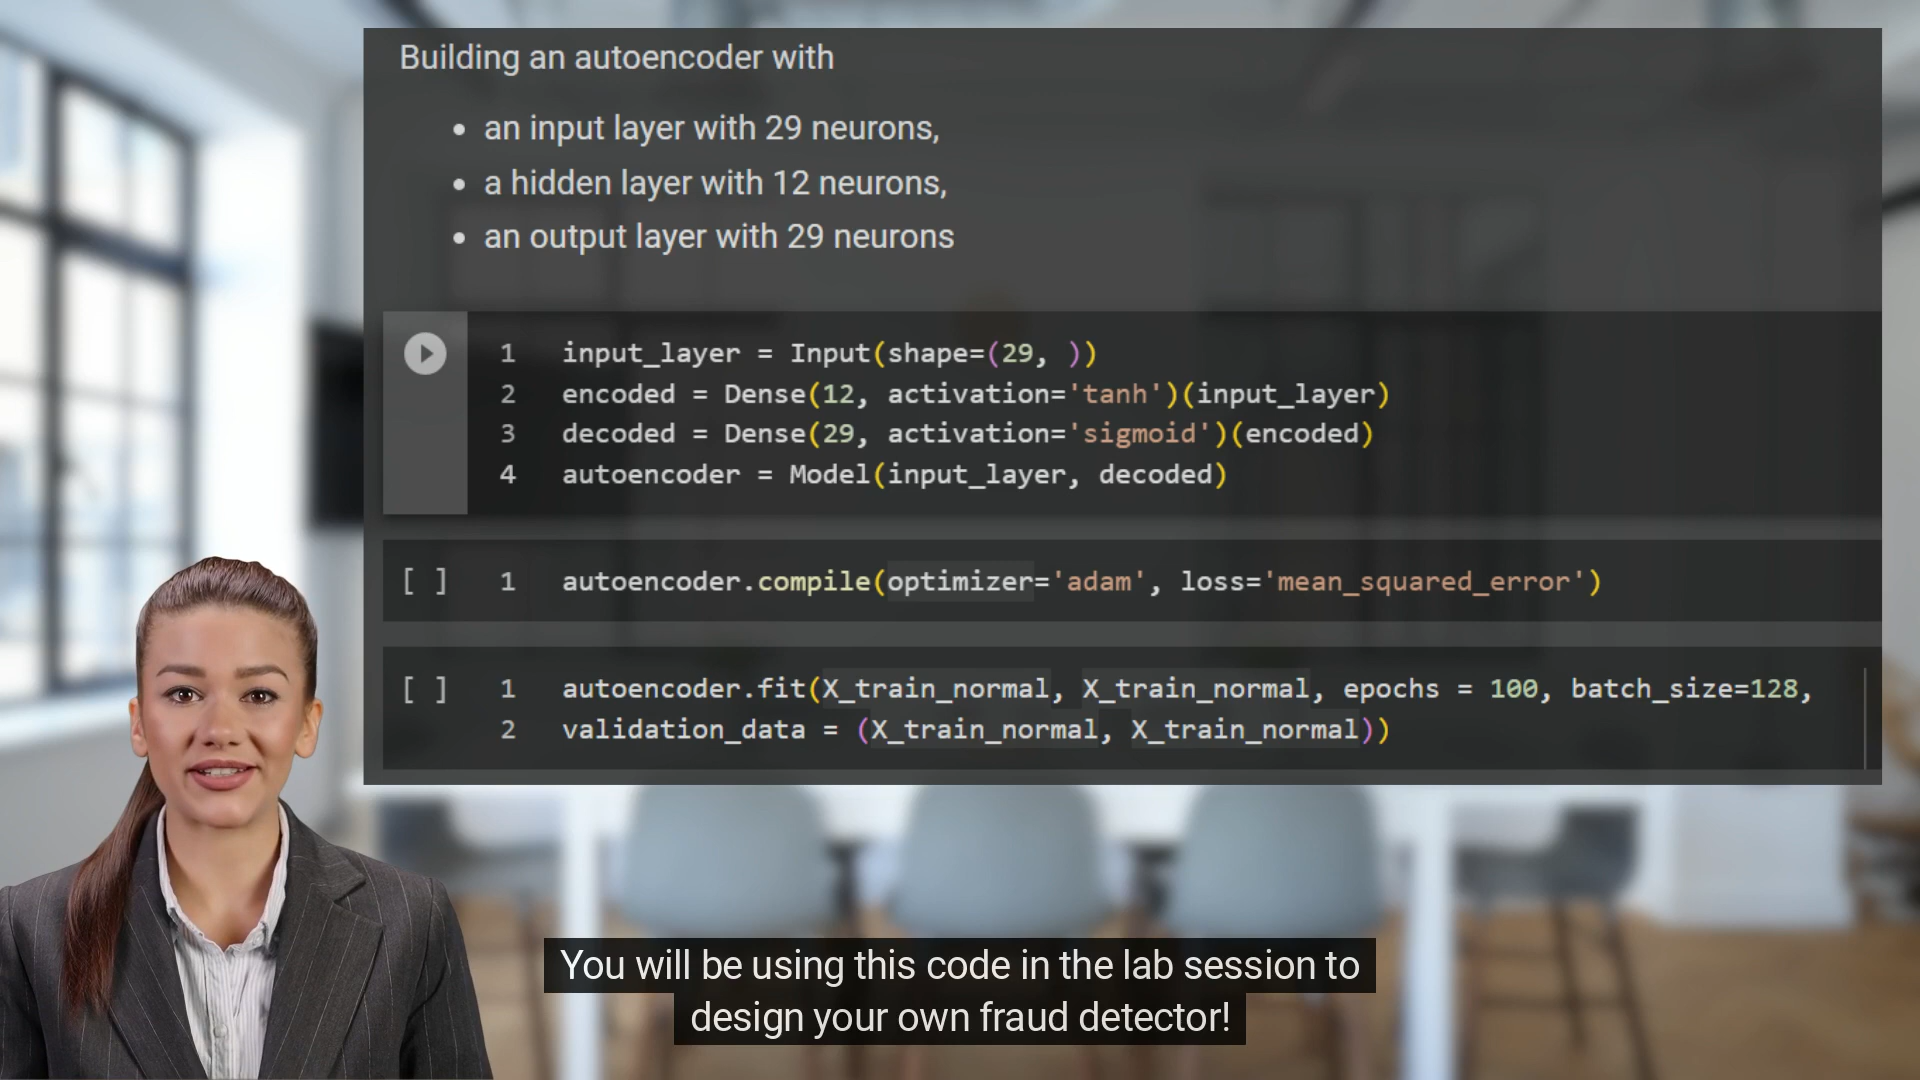 Building an autoencoder with
• an input layer with 29 neurons,
• a hidden layer with 12 neurons,
• an output layer with 29 neurons
1 input_layer = Input(shape=(29, ))
2 encoded = Dense(12, activation='tanh')(input_layer)
3 decoded = Dense(29, activation='sigmoid')(encoded)
4 autoencoder = Model(input_layer, decoded)
[ ] 1 autoencoder.compile(optimizer='adam', loss='mean_squared_error')
[ ] 1 autoencoder.fit(X_train_normal, X_train_normal, epochs = 100, batch_size=128,
2 validation_data = (X_train_normal, X_train_normal))
You will be using this code in the lab session to
design your own fraud detector!